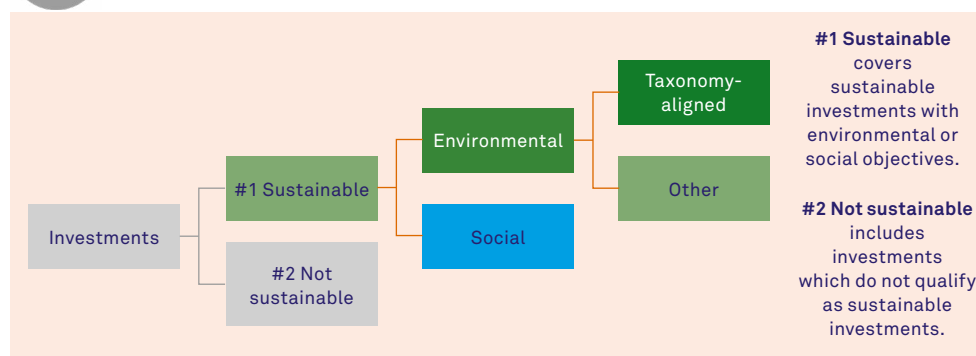 Investments
#1 Sustainable
#2 Not
sustainable
Environmental
Social
Taxonomy-
aligned
Other
#1 Sustainable
covers
sustainable
investments with
environmental or
social objectives.
#2 Not sustainable
includes
investments
which do not qualify
as sustainable
investments.